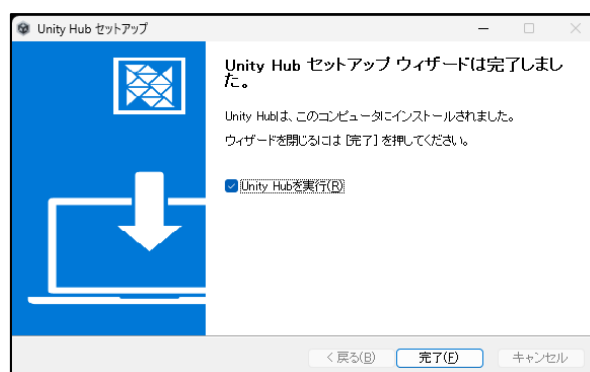 Unity Hub セットアップ
Unity Hub セットアップ ウィザードは完了しまし
た。
Unity Hubは、このコンピュータにインストールされました。
ウィザードを閉じるには [完了] を押してください。
Unity Hubを実行(R)
< 戻る(B)
完了(F)
キャンセル